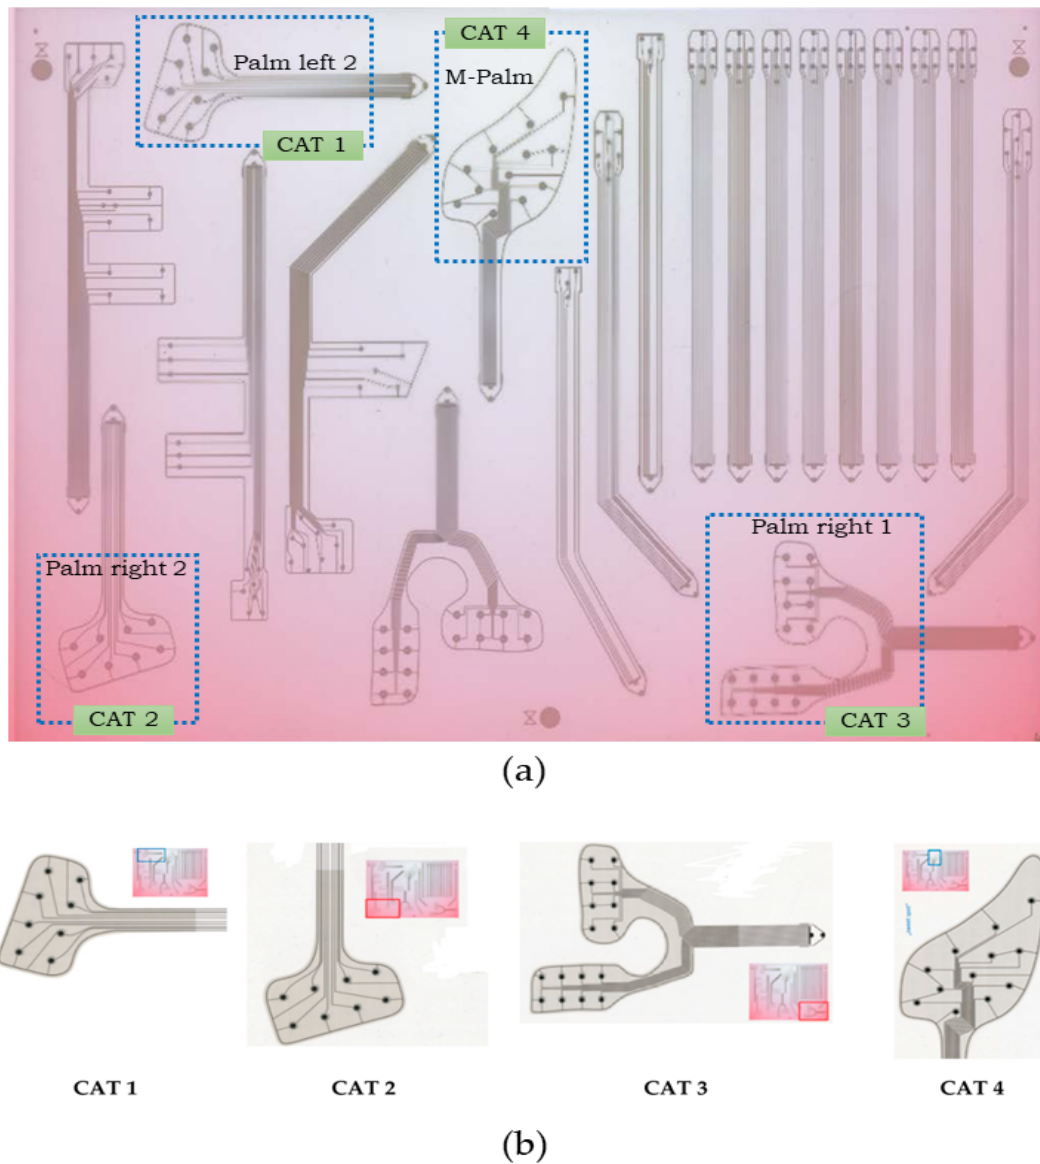 CAT 4
Palm left 2
M-Palm
CAT 1
Palm right 1
Palm right 2
CAT 2
CAT 3
(a)
CAT 1
CAT 2
CAT 3
CAT 4
(b)